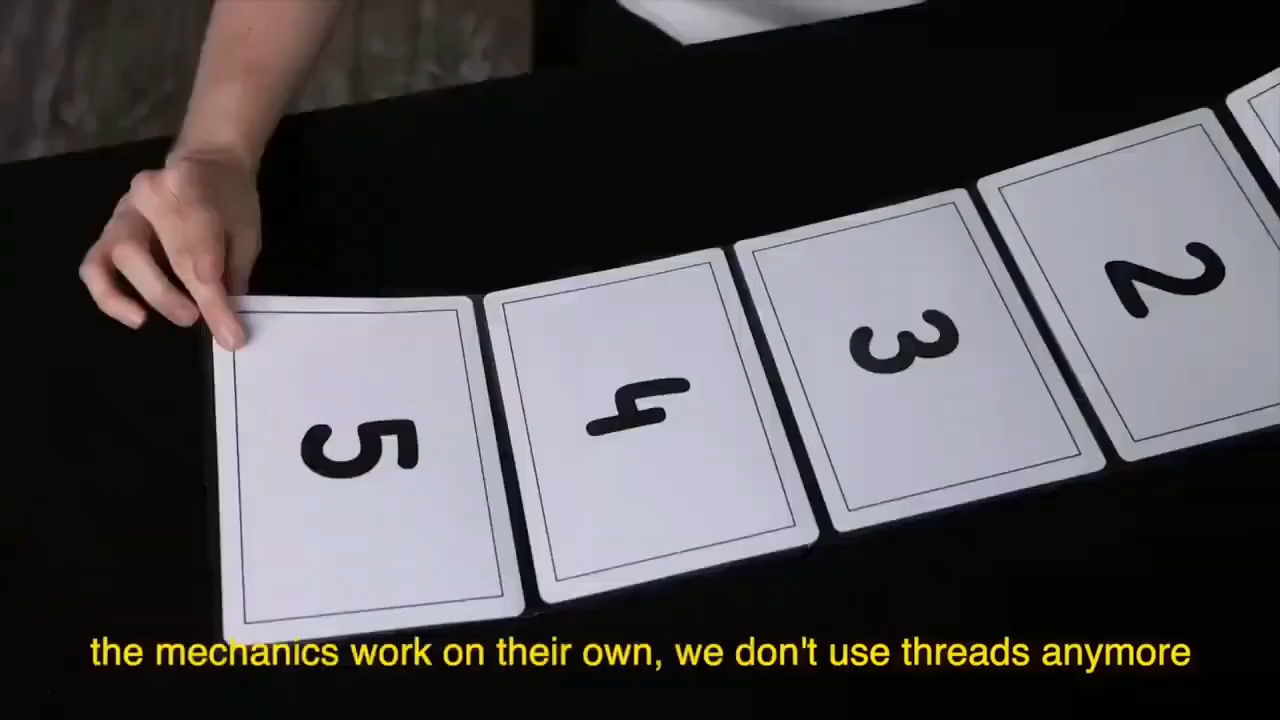 5
4
3
2
the mechanics work on their own, we don't use threads anymore